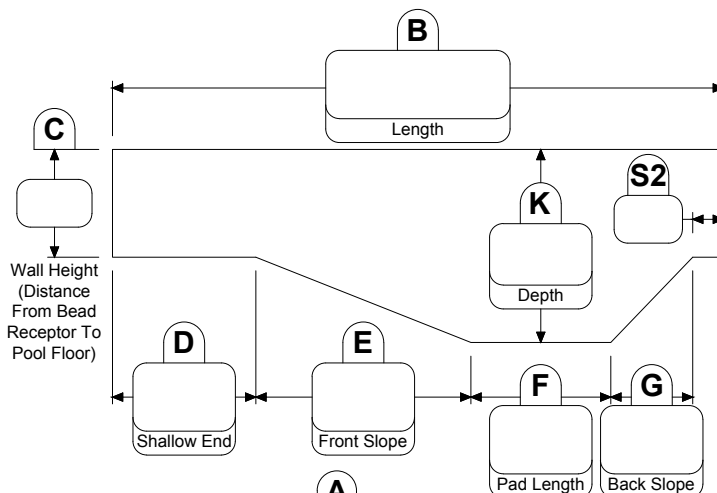 B
Length
C
S2
K
Depth
Wall Height
(Distance
From Bead
Receptor To
Pool Floor)
D
Shallow End
E
Front Slope
F
Pad Length
G
Back Slope
A